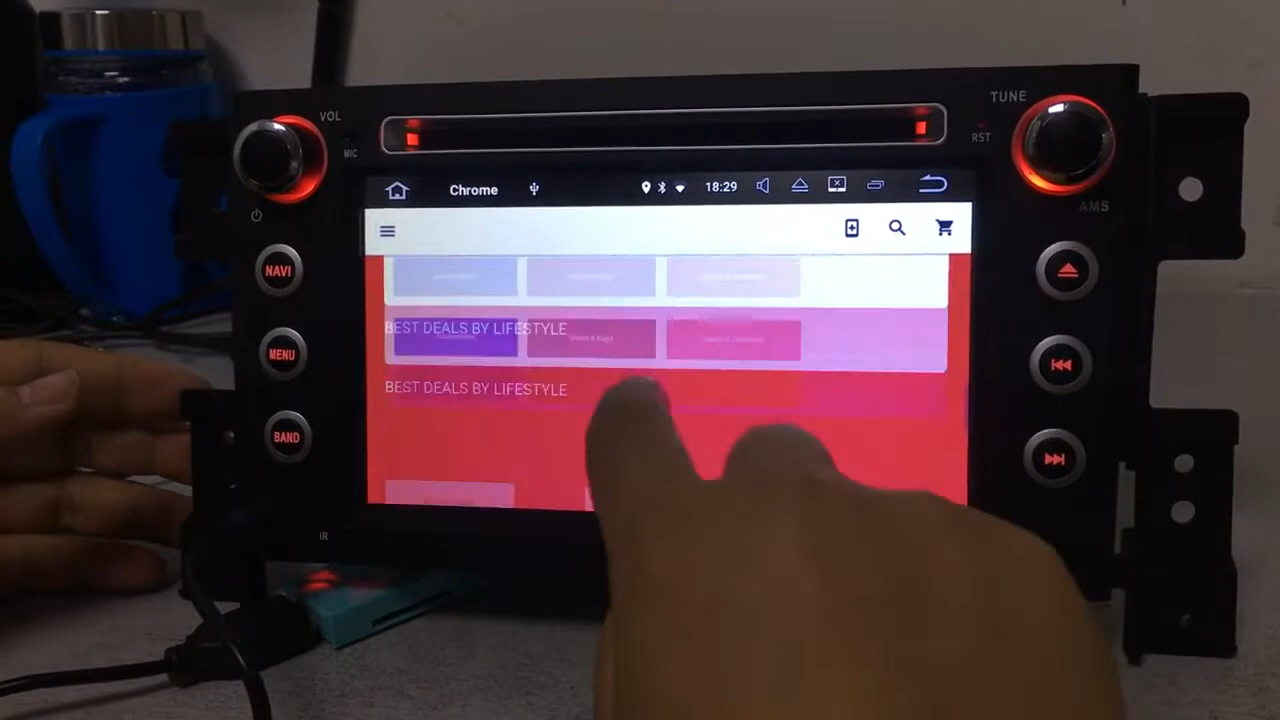 VOL
TUNE
MIC
RST
Chrome
18:29
AMS
NAVI
BEST DEALS BY LIFESTYLE
MENU
BEST DEALS BY LIFESTYLE
BAND
IR